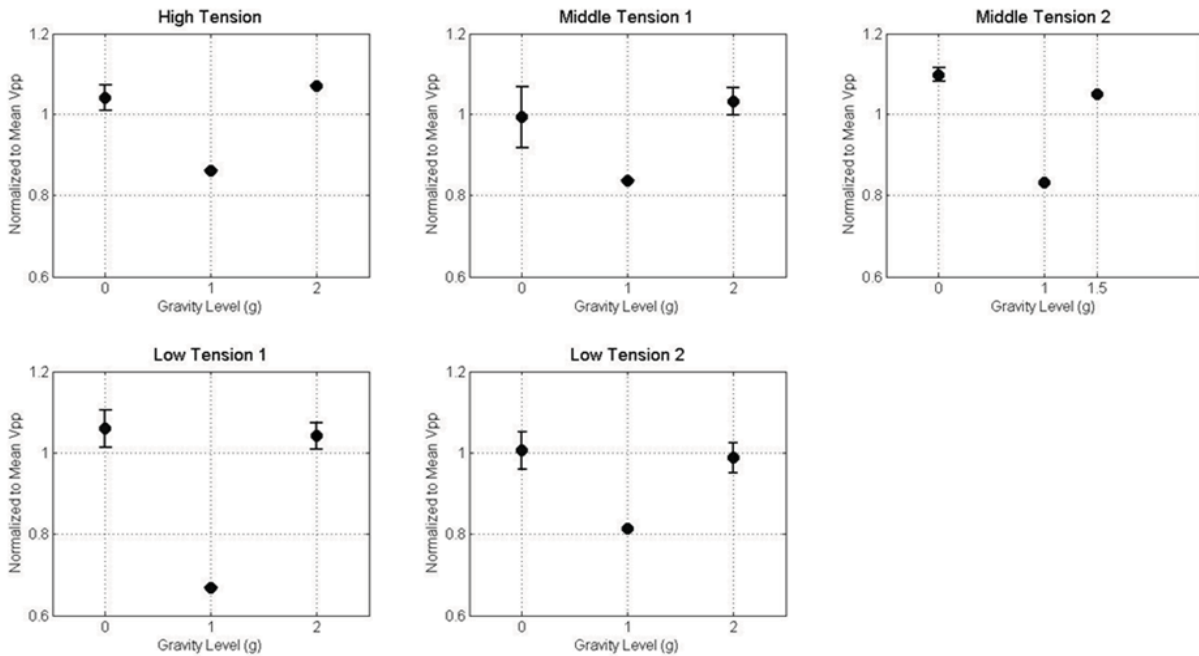 High Tension
1.2
1
0.8
0.6
Normalized to Mean Vpp
0 1 2
Gravity Level (g)
Middle Tension 1
1.2
1
0.8
0.6
Normalized to Mean Vpp
0 1 2
Gravity Level (g)
Middle Tension 2
1.2
1
0.8
0.6
Normalized to Mean Vpp
0 1 1.5
Gravity Level (g)
Low Tension 1
1.2
1
0.8
0.6
Normalized to Mean Vpp
0 1 2
Gravity Level (g)
Low Tension 2
1.2
1
0.8
0.6
Normalized to Mean Vpp
0 1 2
Gravity Level (g)